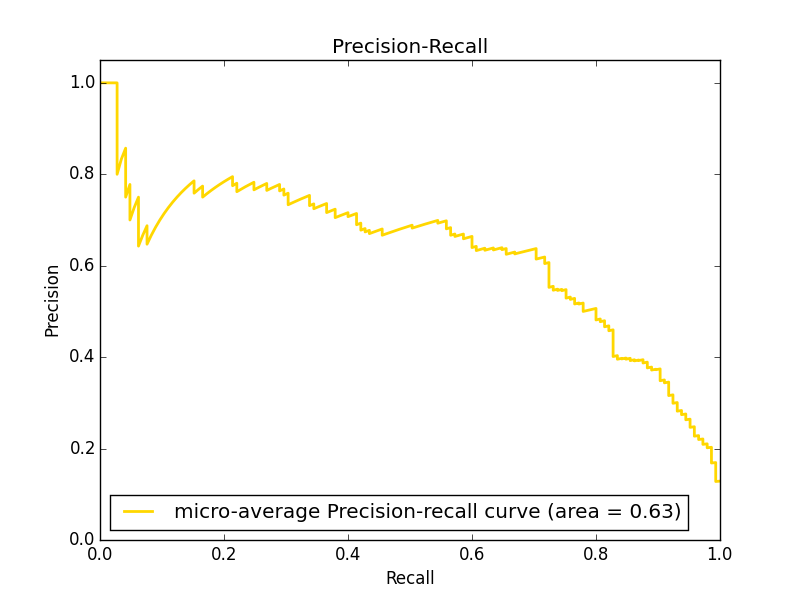 Precision-Recall
1.0
0.8
0.6
0.4
0.2
0.0
Precision
micro-average Precision-recall curve (area = 0.63)
0.0 0.2 0.4 0.6 0.8 1.0
Recall